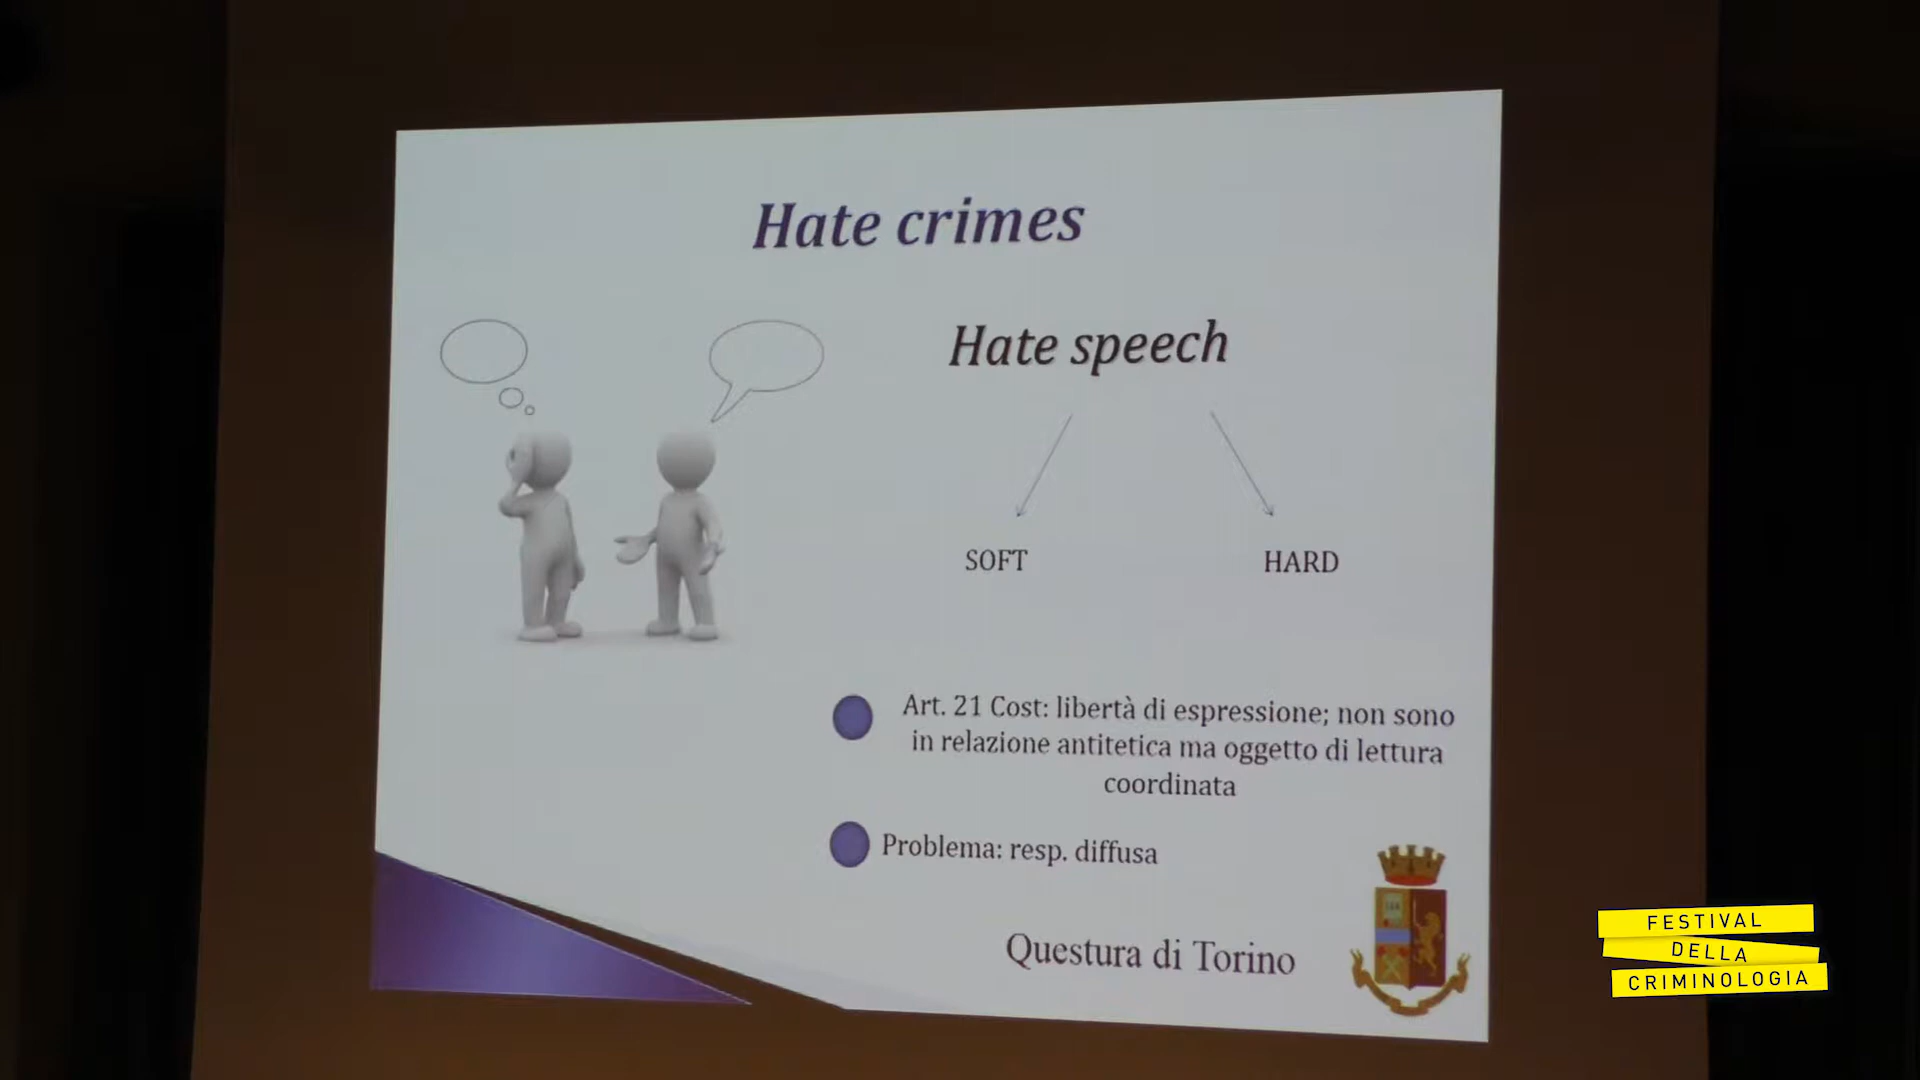 Hate crimes
Hate speech
SOFT
HARD
Art. 21 Cost: libertà di espressione; non sono
in relazione antitetica ma oggetto di lettura
coordinata
Problema: resp. diffusa
Questura di Torino
FESTIVAL
DELLA
CRIMINOLOGIA